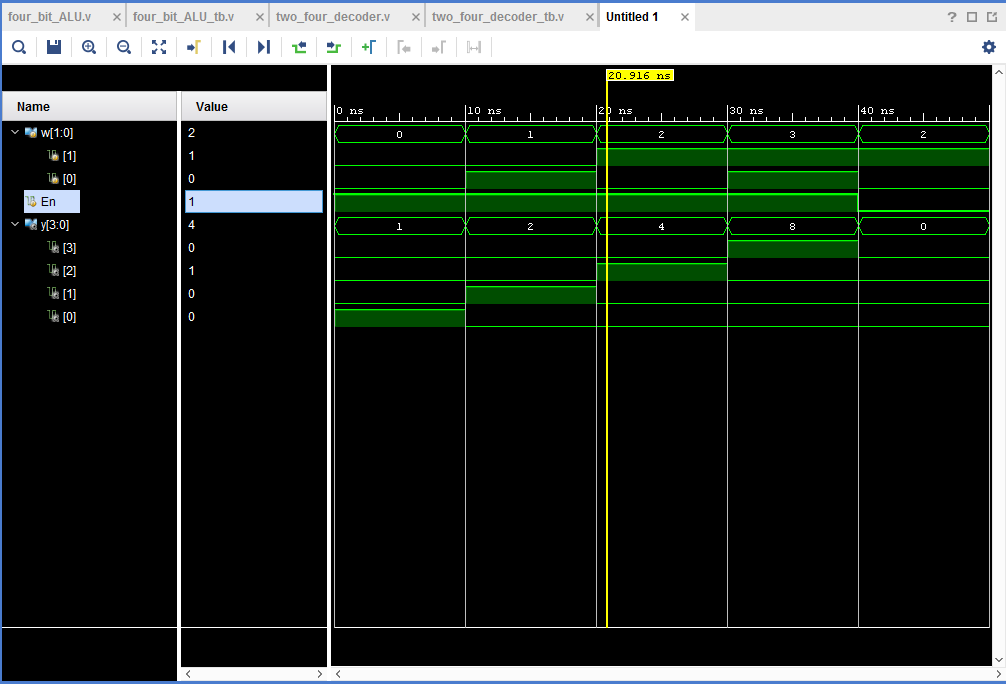 four_bit_ALU.v × four_bit_ALU_tb.v × two_four_decoder.v × two_four_decoder_tb.v × Untitled 1 × ?
20.916 ns
Name Value
0 ns 10 ns 20 ns 30 ns 40 ns
w[1:0] 2 0 1 2 3 2
[1] 1
[0] 0
En 1
y[3:0] 4 1 2 4 8 0
[3] 0
[2] 1
[1] 0
[0] 0